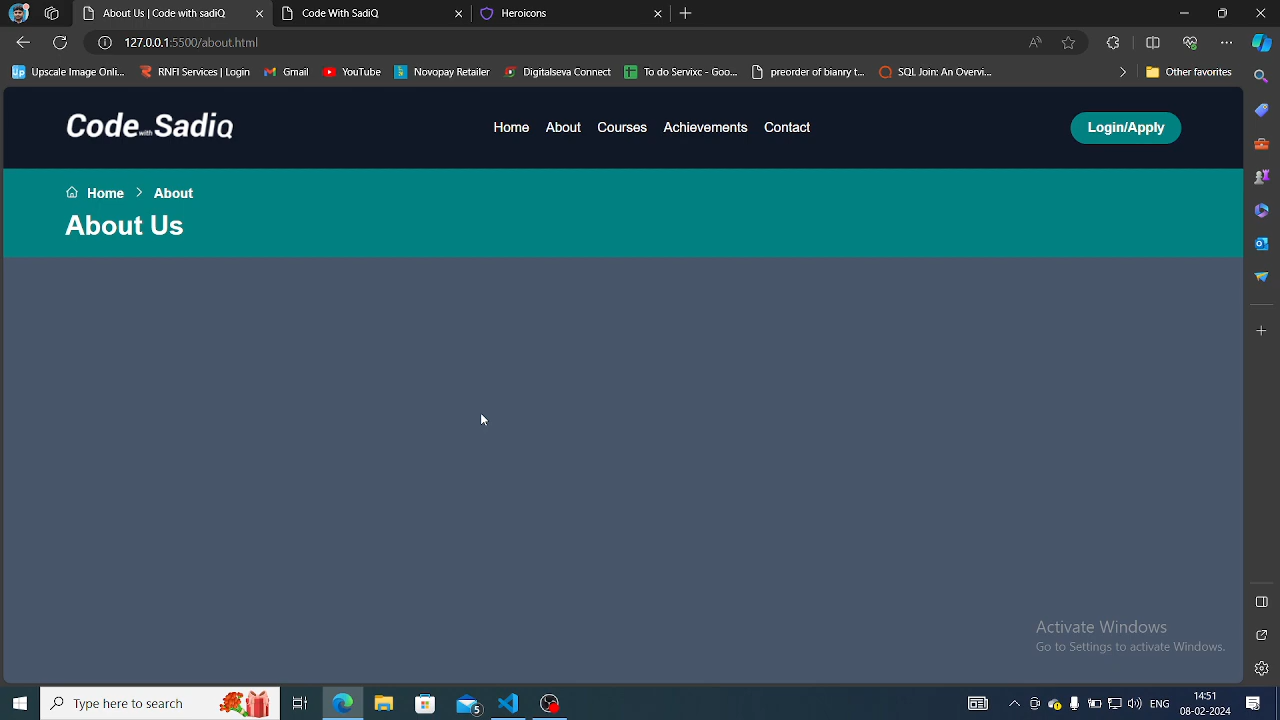 About Us | Code with sadiQ
Code With SadiQ
Heroicons
127.0.0.1:5500/about.html
Upscale Image Onli...
RNFI Services | Login
Gmail
YouTube
Novopay Retailer
Digitalseva Connect
To do Servixc - Goo...
preorder of binary t...
SQL Join: An Overvi...
Other favorites
Code with SadiQ
Home
About
Courses
Achievements
Contact
Login/Apply
Home > About
About Us
Activate Windows
Go to Settings to activate Windows.
Type here to search
5
ENG
14:51
08-02-2024